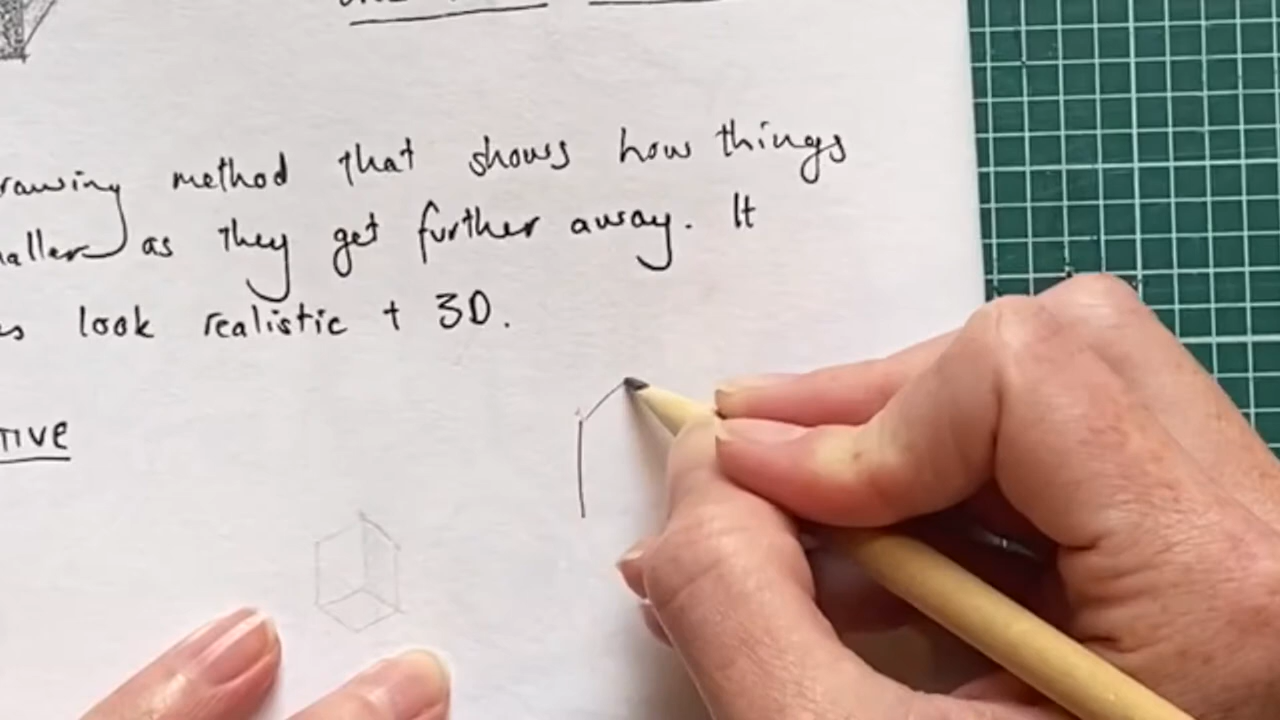 method that shows how things
as they get further away. It
look realistic + 3D.